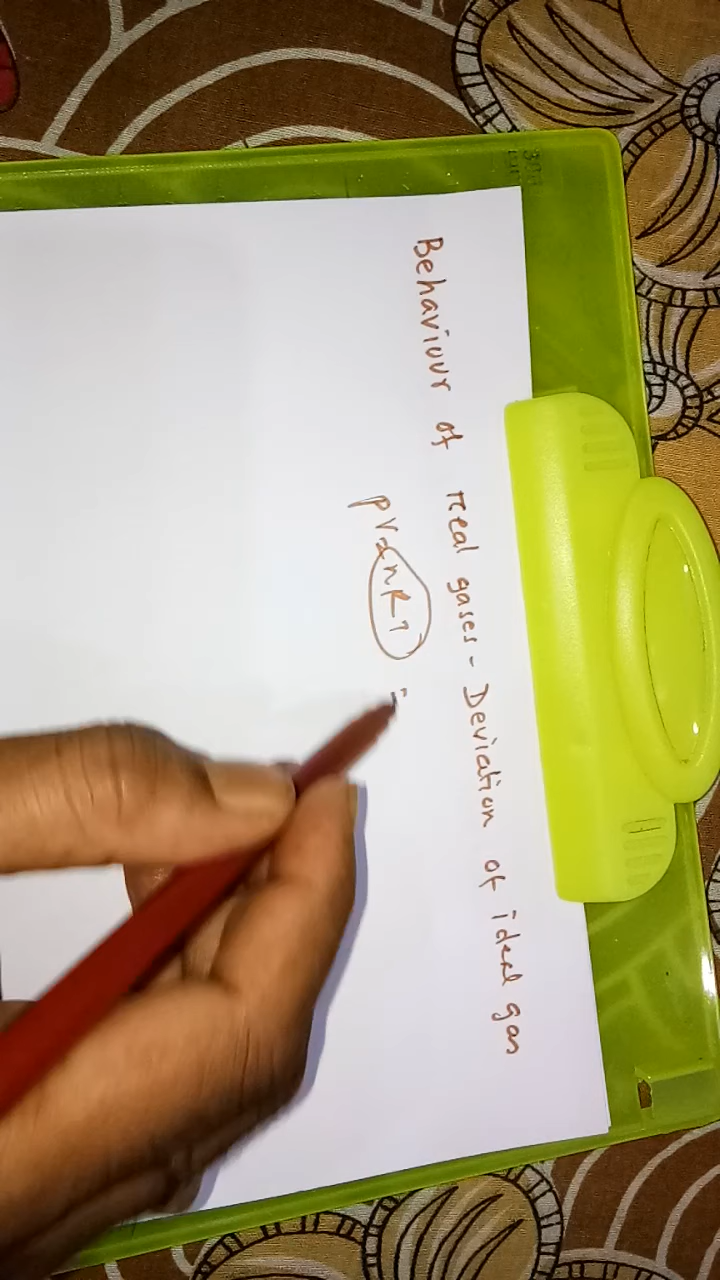 Behaviour of real gases - Deviation of ideal gas
PV = nRT =